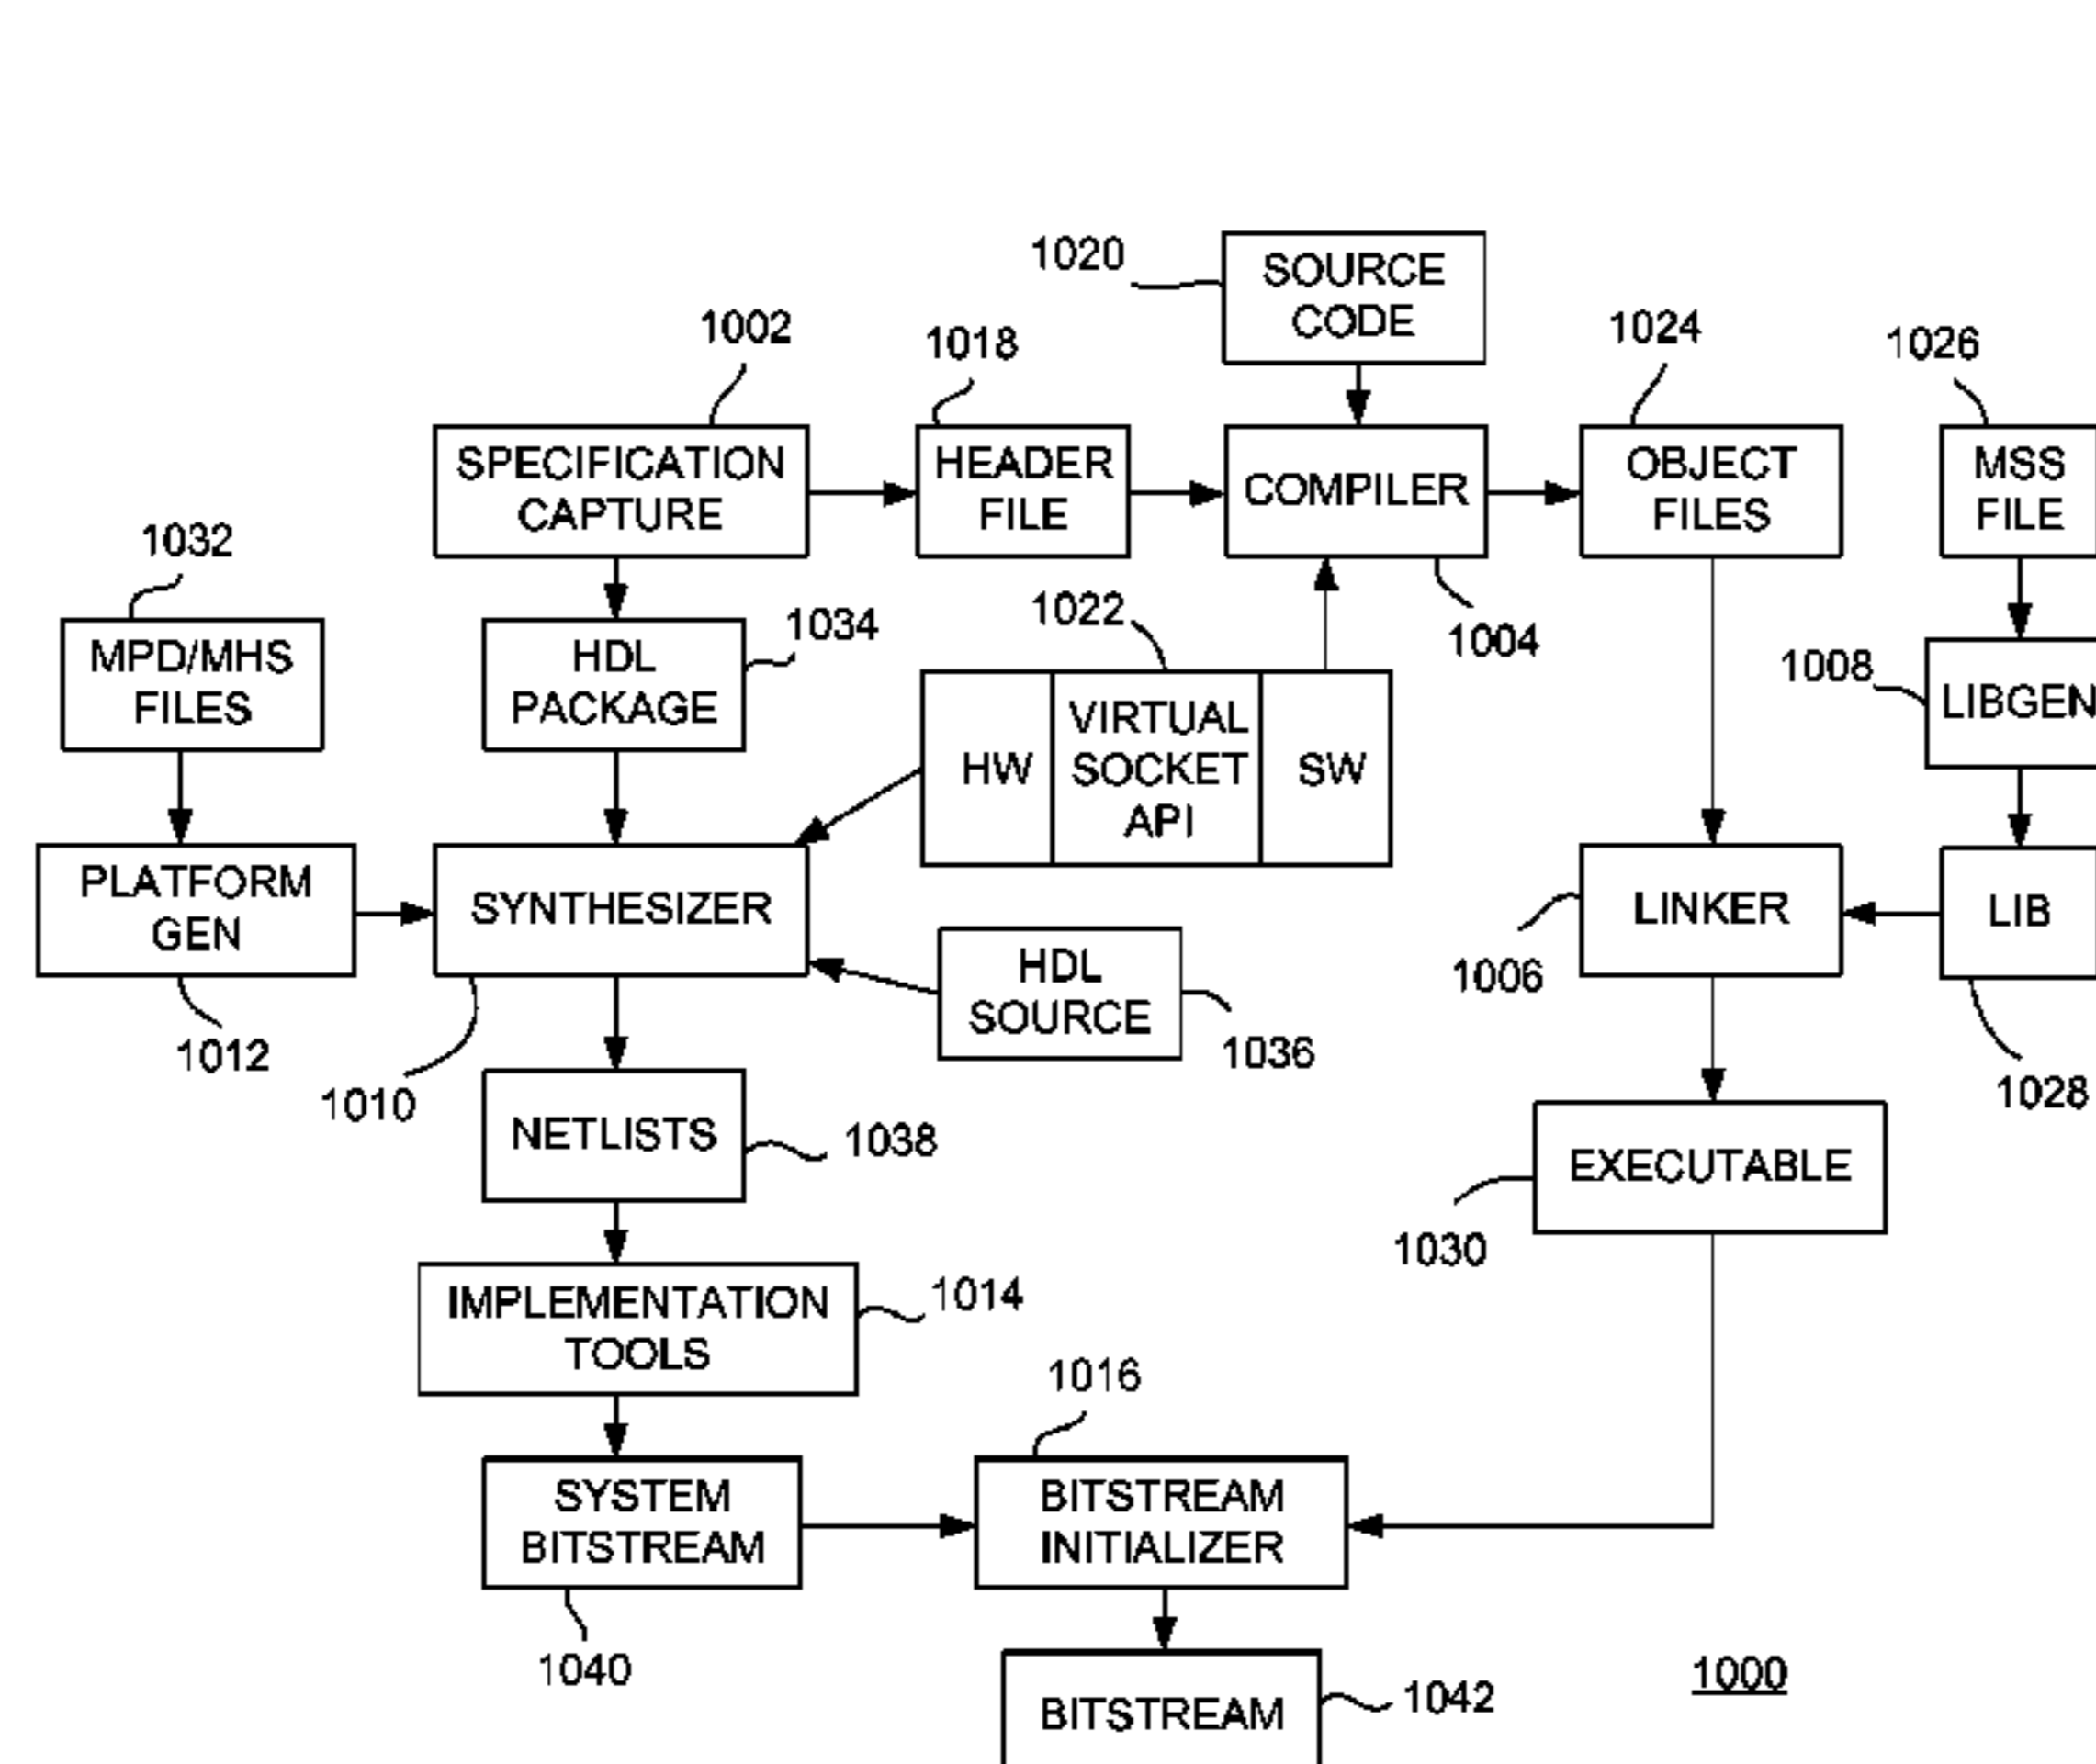 1020
SOURCE
CODE
1002
1018
1024
1026
SPECIFICATION
CAPTURE
HEADER
FILE
COMPILER
OBJECT
FILES
MSS
FILE
1032
1034
1022
1004
1008
MPD/MHS
FILES
HDL
PACKAGE
HW
VIRTUAL
SOCKET
API
SW
LIBGEN
PLATFORM
GEN
SYNTHESIZER
LINKER
LIB
HDL
SOURCE
1012
1010
1036
1006
1028
NETLISTS
1038
EXECUTABLE
1030
IMPLEMENTATION
TOOLS
1014
1016
SYSTEM
BITSTREAM
BITSTREAM
INITIALIZER
1040
BITSTREAM
1042
1000